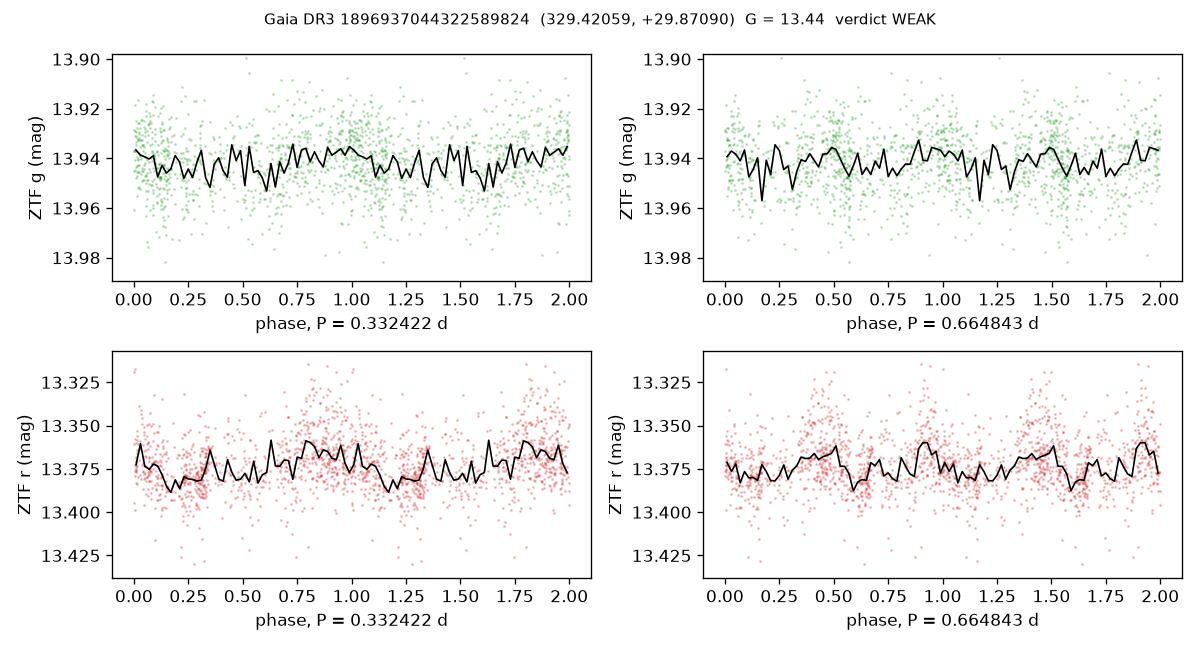 Gaia DR3 1896937044322589824 (329.42059, +29.87090) G = 13.44 verdict WEAK
13.90
13.92
13.94
13.96
13.98
ZTF g (mag)
0.00 0.25 0.50 0.75 1.00 1.25 1.50 1.75 2.00
phase, P = 0.332422 d
13.90
13.92
13.94
13.96
13.98
ZTF g (mag)
0.00 0.25 0.50 0.75 1.00 1.25 1.50 1.75 2.00
phase, P = 0.664843 d
13.325
13.350
13.375
13.400
13.425
ZTF r (mag)
0.00 0.25 0.50 0.75 1.00 1.25 1.50 1.75 2.00
phase, P = 0.332422 d
13.325
13.350
13.375
13.400
13.425
ZTF r (mag)
0.00 0.25 0.50 0.75 1.00 1.25 1.50 1.75 2.00
phase, P = 0.664843 d